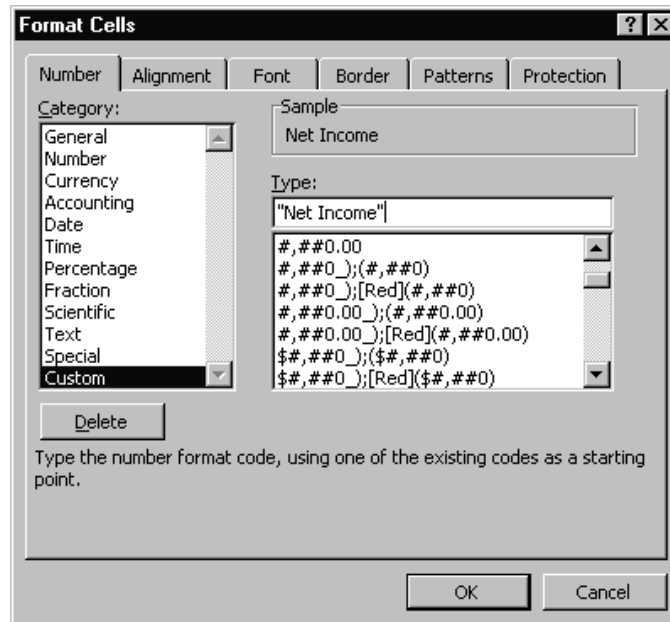 Format Cells
Number Alignment Font Border Patterns Protection
Category:
General
Number
Currency
Accounting
Date
Time
Percentage
Fraction
Scientific
Text
Special
Custom
Sample
Net Income
Type:
"Net Income"
#,##0.00
#,##0_);(#,##0)
#,##0_);[Red](#,##0)
#,##0.00_);(#,##0.00)
#,##0.00_);[Red](#,##0.00)
$#,##0_);($#,##0)
$#,##0_);[Red]($#,##0)
Delete
Type the number format code, using one of the existing codes as a starting
point.
OK Cancel